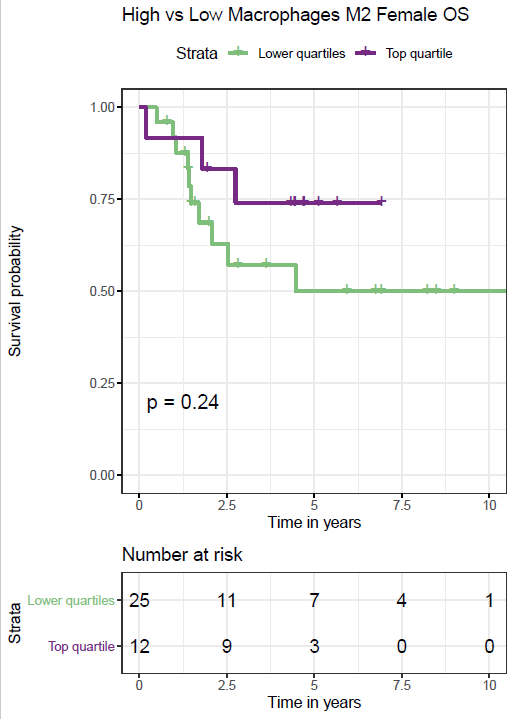 High vs Low Macrophages M2 Female OS
Strata Lower quartiles Top quartile
Survival probability
1.00
0.75
0.50
0.25
0.00
p = 0.24
0 2.5 5 7.5 10
Time in years
Number at risk
Strata
Lower quartiles 25 11 7 4 1
Top quartile 12 9 3 0 0
0 2.5 5 7.5 10
Time in years